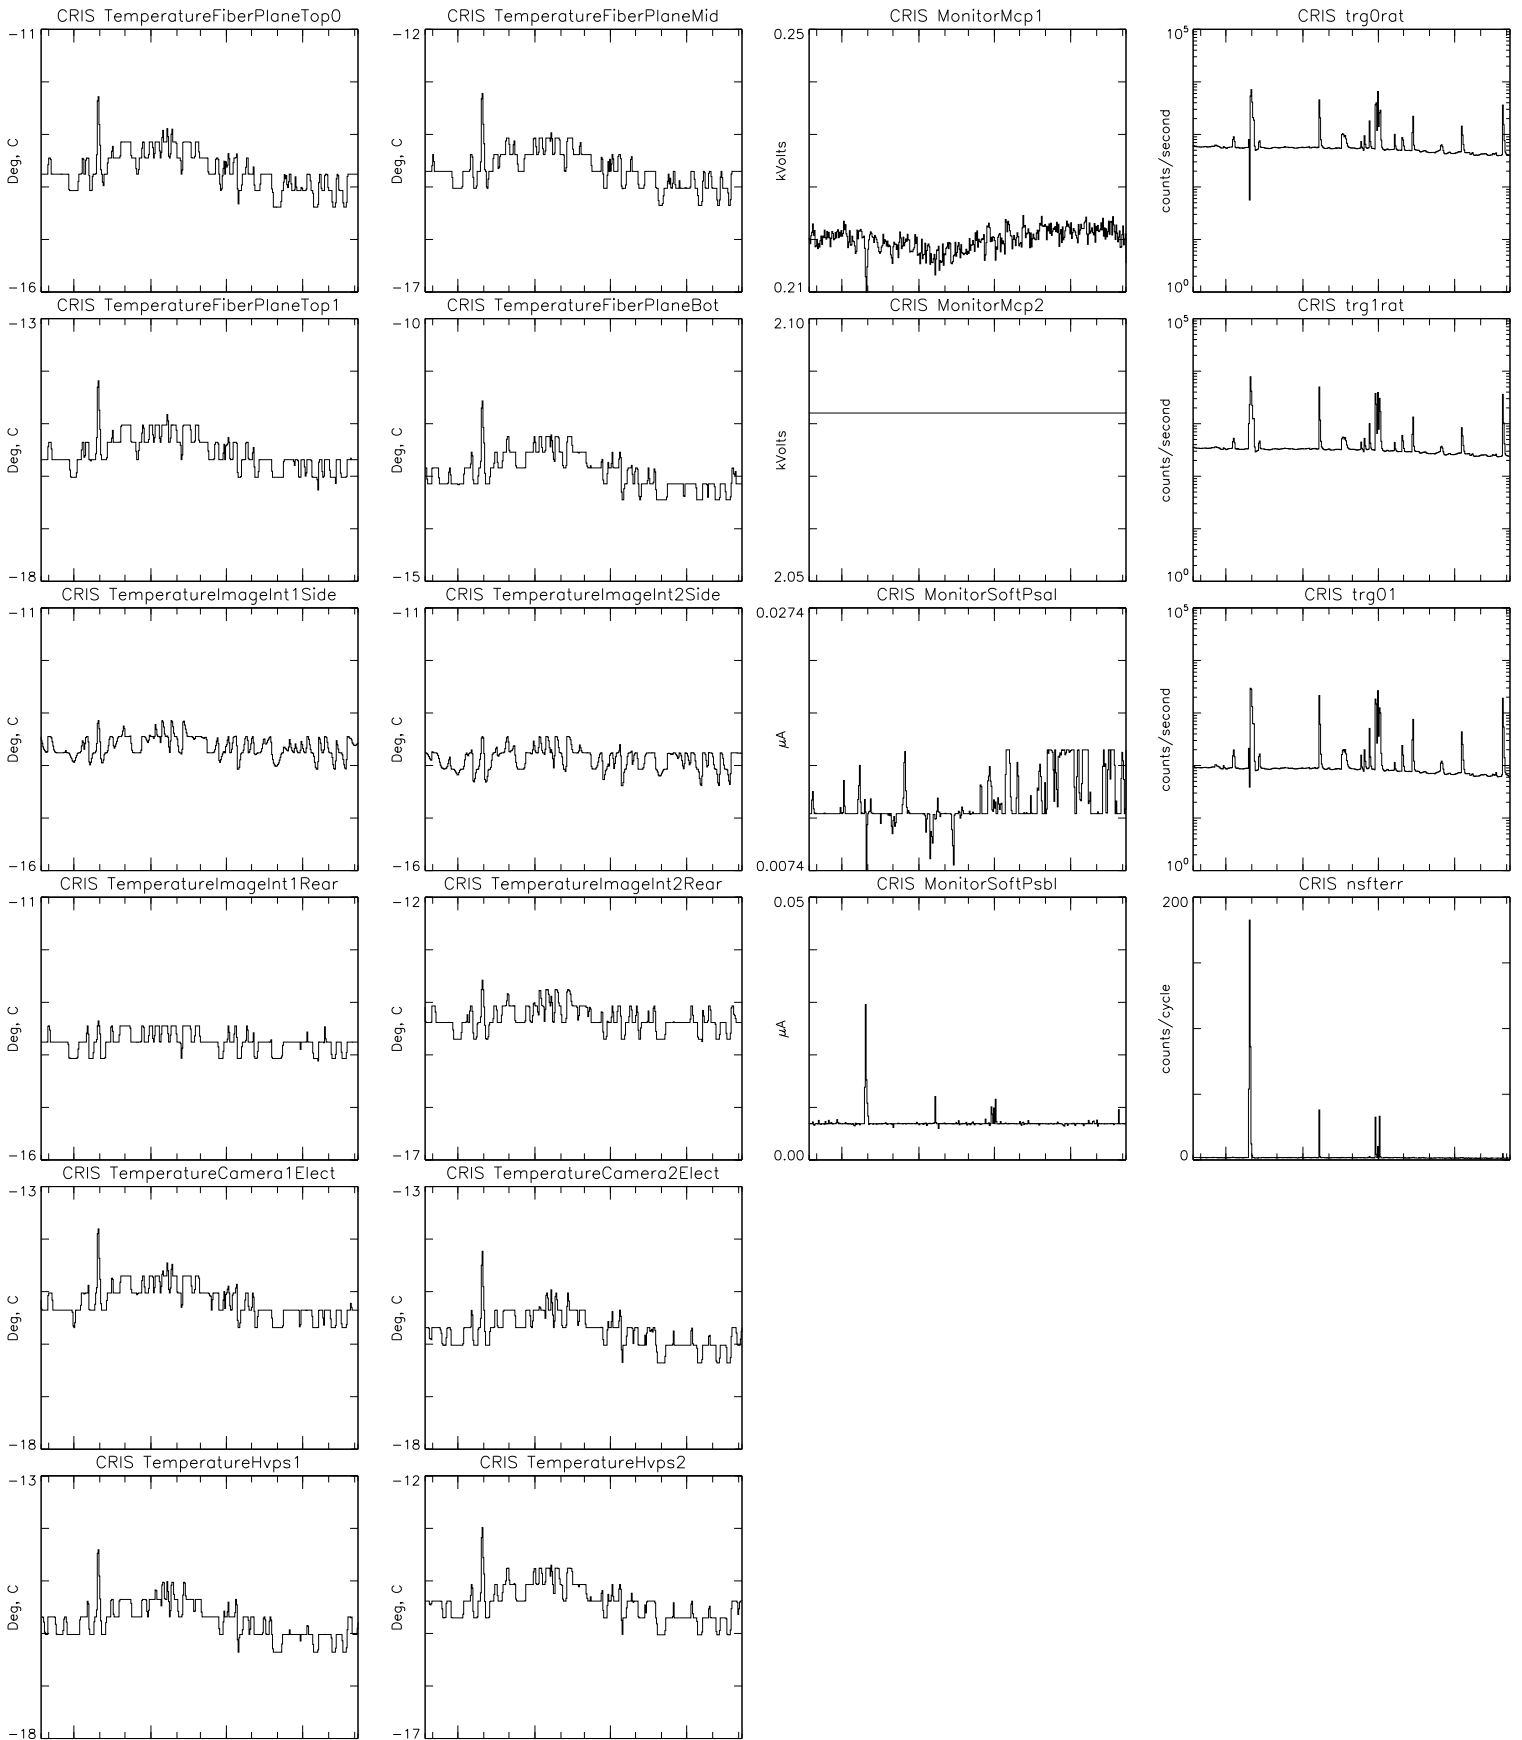 CRIS TemperatureFiberPlaneTop0
-11
Deg, C
-16
CRIS TemperatureFiberPlaneMid
-12
Deg, C
-17
CRIS MonitorMcp1
0.25
kVolts
0.21
CRIS trg0rat
10^5
counts/second
10^0
CRIS TemperatureFiberPlaneTop1
-13
Deg, C
-18
CRIS TemperatureFiberPlaneBot
-10
Deg, C
-15
CRIS MonitorMcp2
2.10
kVolts
2.05
CRIS trg1rat
10^5
counts/second
10^0
CRIS TemperatureImageInt1Side
-11
Deg, C
-16
CRIS TemperatureImageInt2Side
-11
Deg, C
-16
CRIS MonitorSoftPsaI
0.0274
μA
0.0074
CRIS trg01
10^5
counts/second
10^0
CRIS TemperatureImageInt1Rear
-11
Deg, C
-16
CRIS TemperatureImageInt2Rear
-12
Deg, C
-17
CRIS MonitorSoftPsbI
0.05
μA
0.00
CRIS nsfterr
200
counts/cycle
0
CRIS TemperatureCamera1Elect
-13
Deg, C
-18
CRIS TemperatureCamera2Elect
-13
Deg, C
-18
CRIS TemperatureHvps1
-13
Deg, C
-18
CRIS TemperatureHvps2
-12
Deg, C
-17